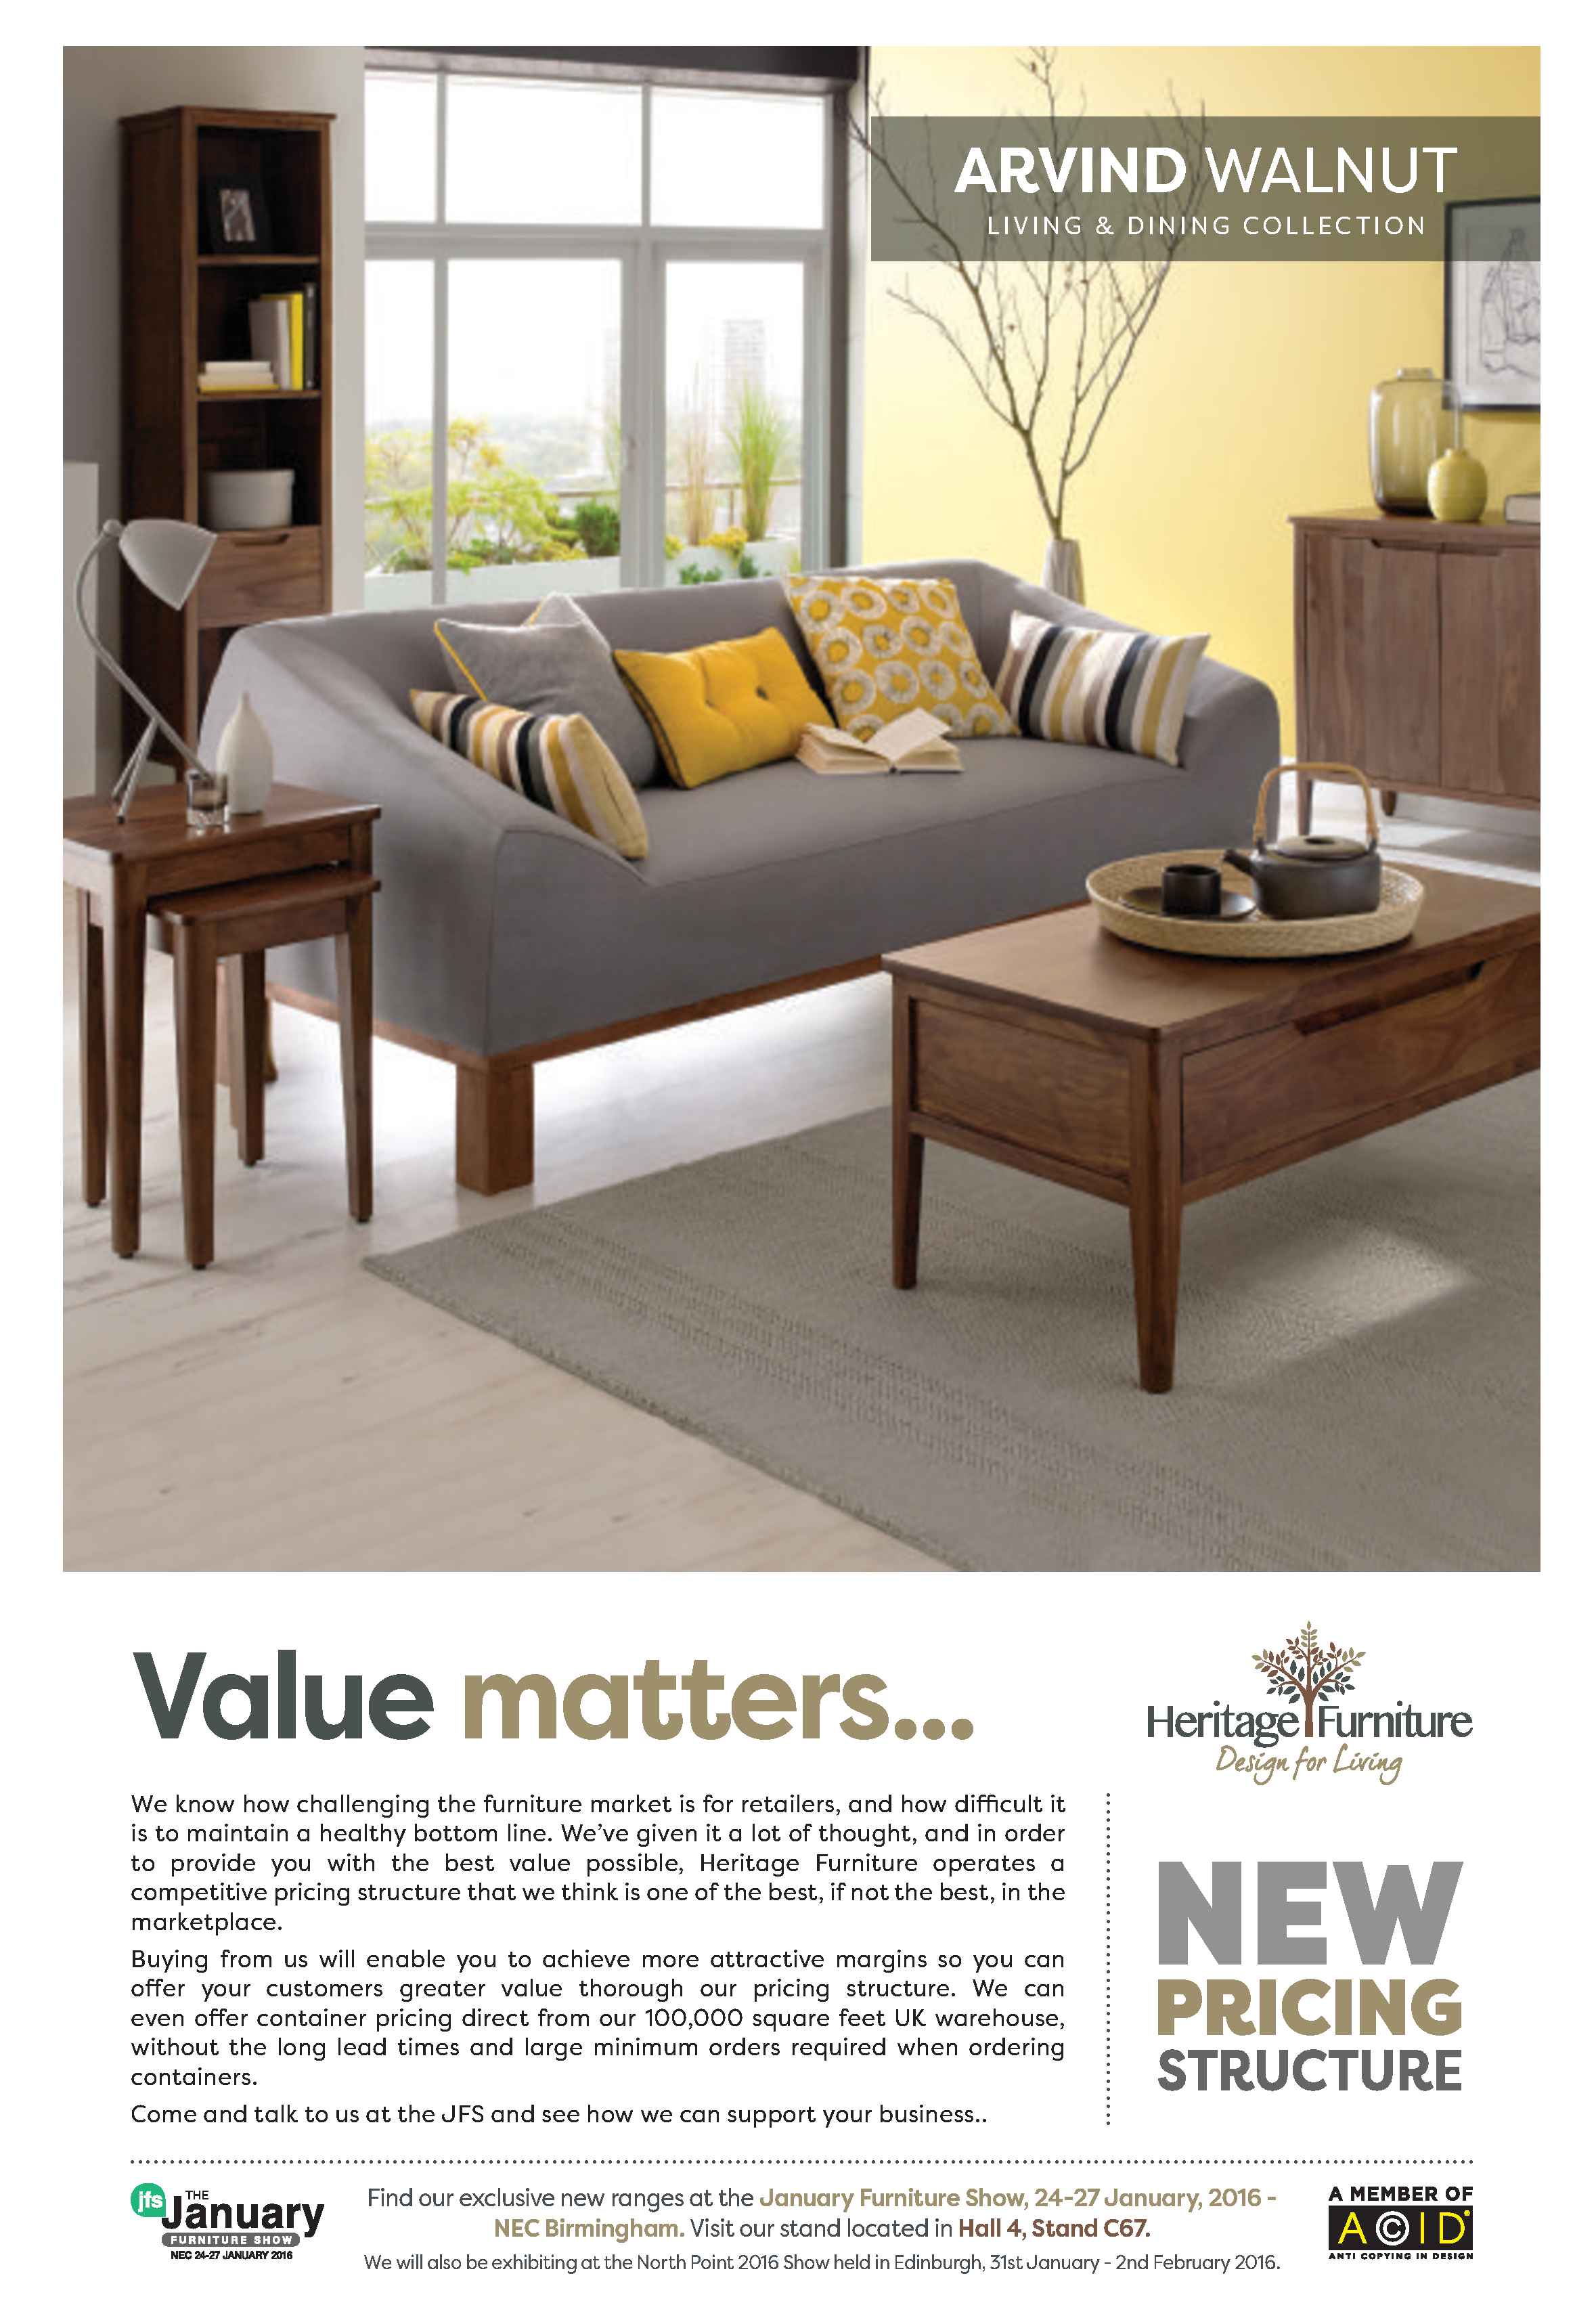 ARVIND WALNUT
LIVING & DINING COLLECTION
Value matters...
Heritage Furniture
Design for Living
We know how challenging the furniture market is for retailers, and how difficult it
is to maintain a healthy bottom line. We've given it a lot of thought, and in order
to provide you with the best value possible, Heritage Furniture operates a
competitive pricing structure that we think is one of the best, if not the best, in the
marketplace.
Buying from us will enable you to achieve more attractive margins so you can
offer your customers greater value thorough our pricing structure. We can
even offer container pricing direct from our 100,000 square feet UK warehouse,
without the long lead times and large minimum orders required when ordering
containers.
Come and talk to us at the JFS and see how we can support your business..
NEW
PRICING
STRUCTURE
jfs THE
January
FURNITURE SHOW
NEC 24-27 JANUARY 2016
Find our exclusive new ranges at the January Furniture Show, 24-27 January, 2016 -
NEC Birmingham. Visit our stand located in Hall 4, Stand C67.
We will also be exhibiting at the North Point 2016 Show held in Edinburgh, 31st January - 2nd February 2016.
A MEMBER OF
A©ID
ANTI COPYING IN DESIGN